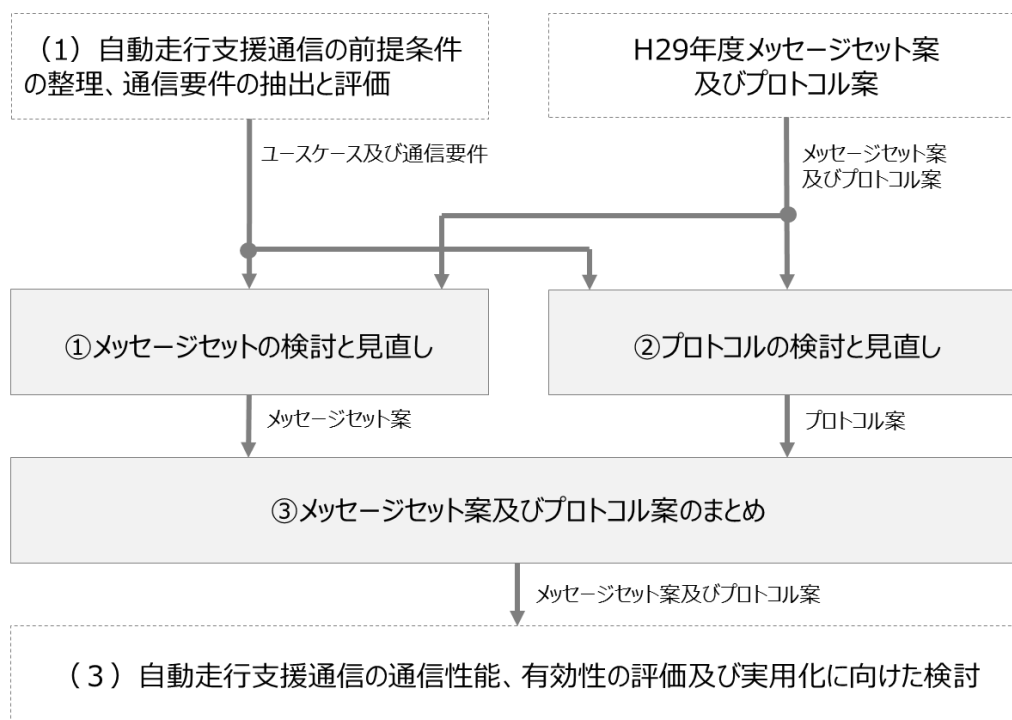 （1）自動走行支援通信の前提条件
の整理、通信要件の抽出と評価
H29年度メッセージセット案
及びプロトコル案
ユースケース及び通信要件
メッセージセット案
及びプロトコル案
①メッセージセットの検討と見直し
②プロトコルの検討と見直し
メッセージセット案
プロトコル案
③メッセージセット案及びプロトコル案のまとめ
メッセージセット案及びプロトコル案
（３）自動走行支援通信の通信性能、有効性の評価及び実用化に向けた検討